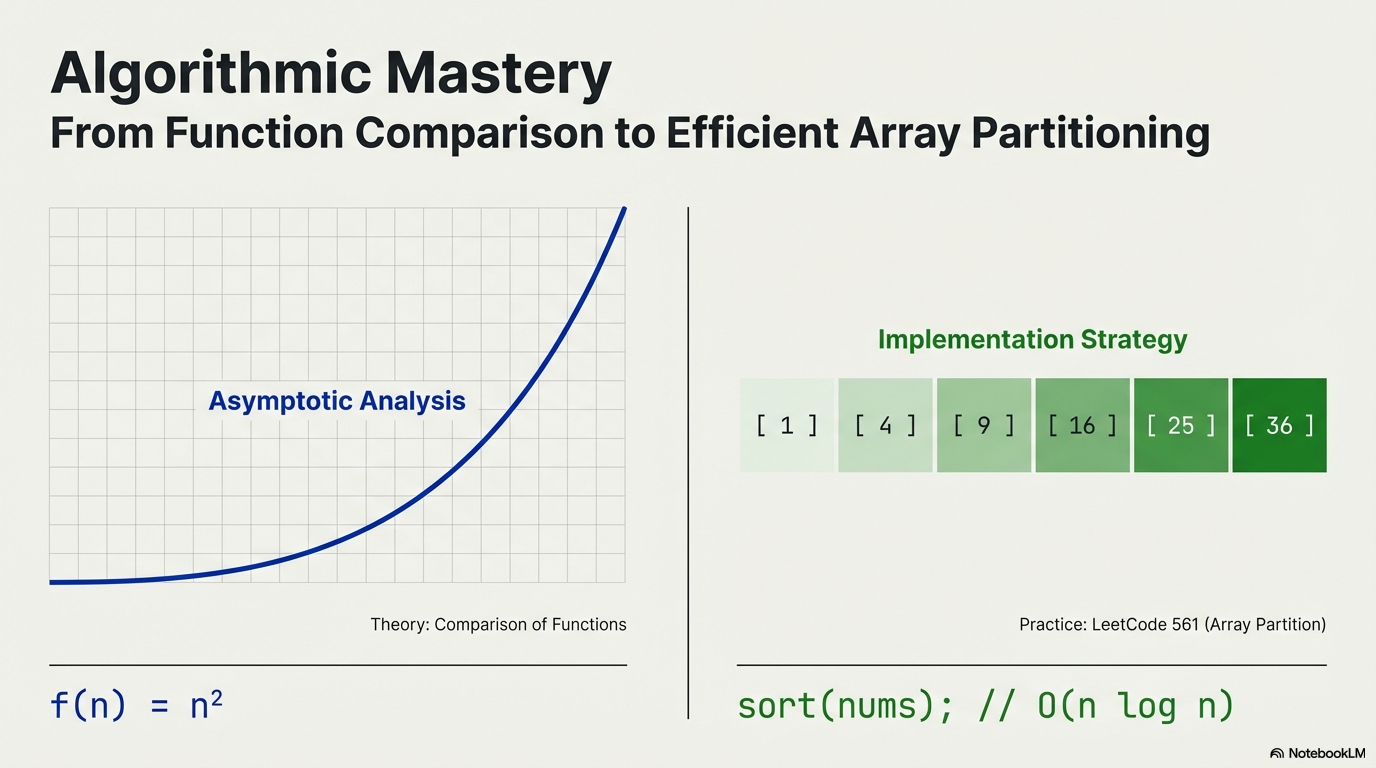 Algorithmic Mastery
From Function Comparison to Efficient Array Partitioning
Asymptotic Analysis
Theory: Comparison of Functions
f(n) = n²
Implementation Strategy
[ 1 ] [ 4 ] [ 9 ] [ 16 ] [ 25 ] [ 36 ]
Practice: LeetCode 561 (Array Partition)
sort(nums); // O(n log n)
NotebookLM